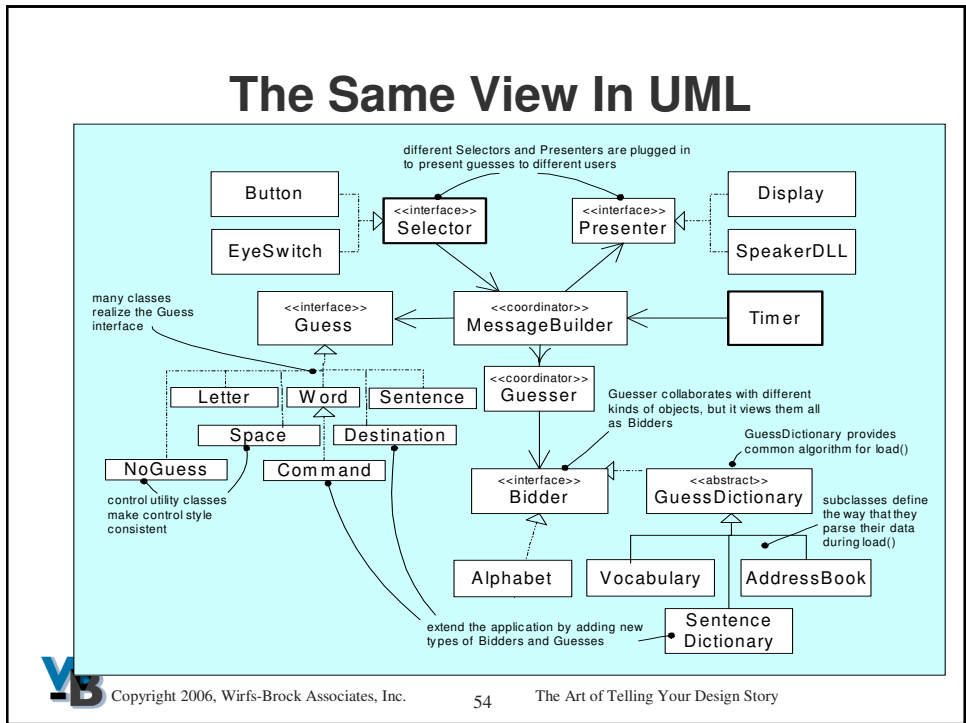 The Same View In UML
different Selectors and Presenters are plugged in
to present guesses to different users
Button
EyeSwitch
<<interface>>
Selector
<<interface>>
Presenter
Display
SpeakerDLL
many classes
realize the Guess
interface
<<interface>>
Guess
<<coordinator>>
MessageBuilder
Timer
<<coordinator>>
Guesser
Letter
Word
Sentence
Space
Destination
NoGuess
Command
Guesser collaborates with different
kinds of objects, but it views them all
as Bidders
GuessDictionary provides
common algorithm for load()
control utility classes
make control style
consistent
<<interface>>
Bidder
<<abstract>>
GuessDictionary
subclasses define
the way that they
parse their data
during load()
Alphabet
Vocabulary
AddressBook
Sentence
Dictionary
extend the application by adding new
types of Bidders and Guesses
WB
Copyright 2006, Wirfs-Brock Associates, Inc.
54
The Art of Telling Your Design Story